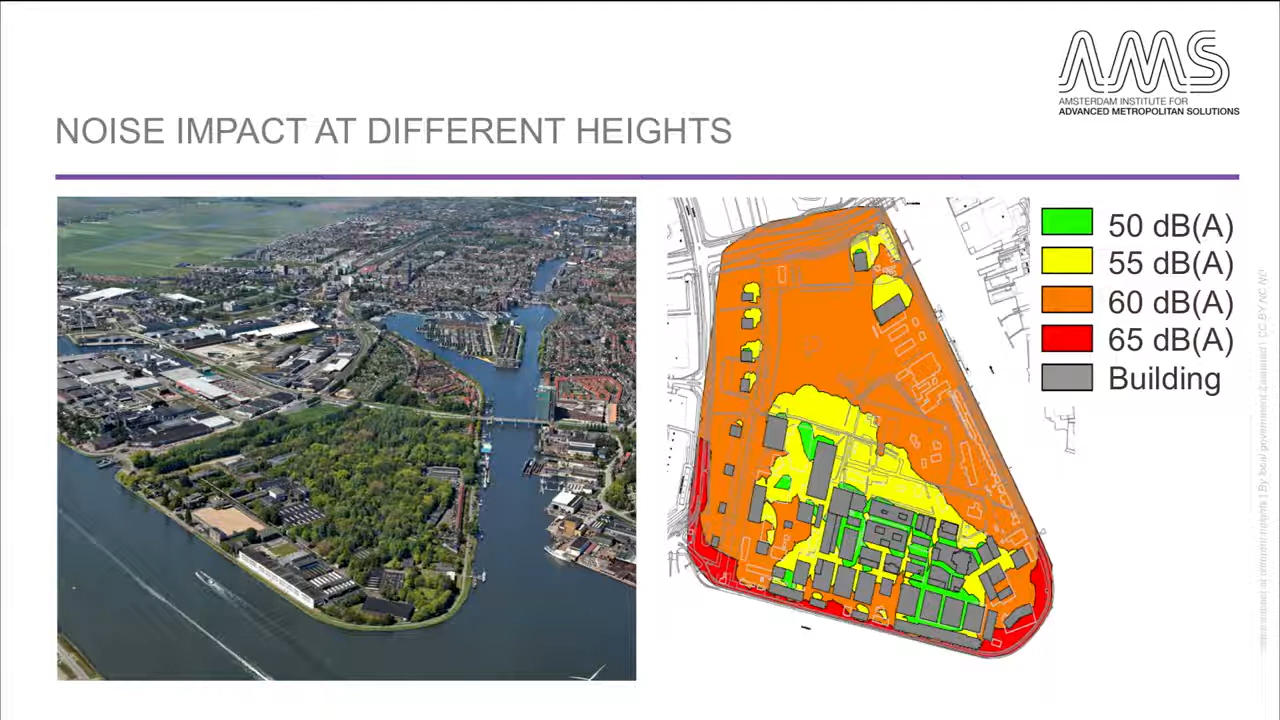 AMS
AMSTERDAM INSTITUTE FOR
ADVANCED METROPOLITAN SOLUTIONS
NOISE IMPACT AT DIFFERENT HEIGHTS
50 dB(A)
55 dB(A)
60 dB(A)
65 dB(A)
Building